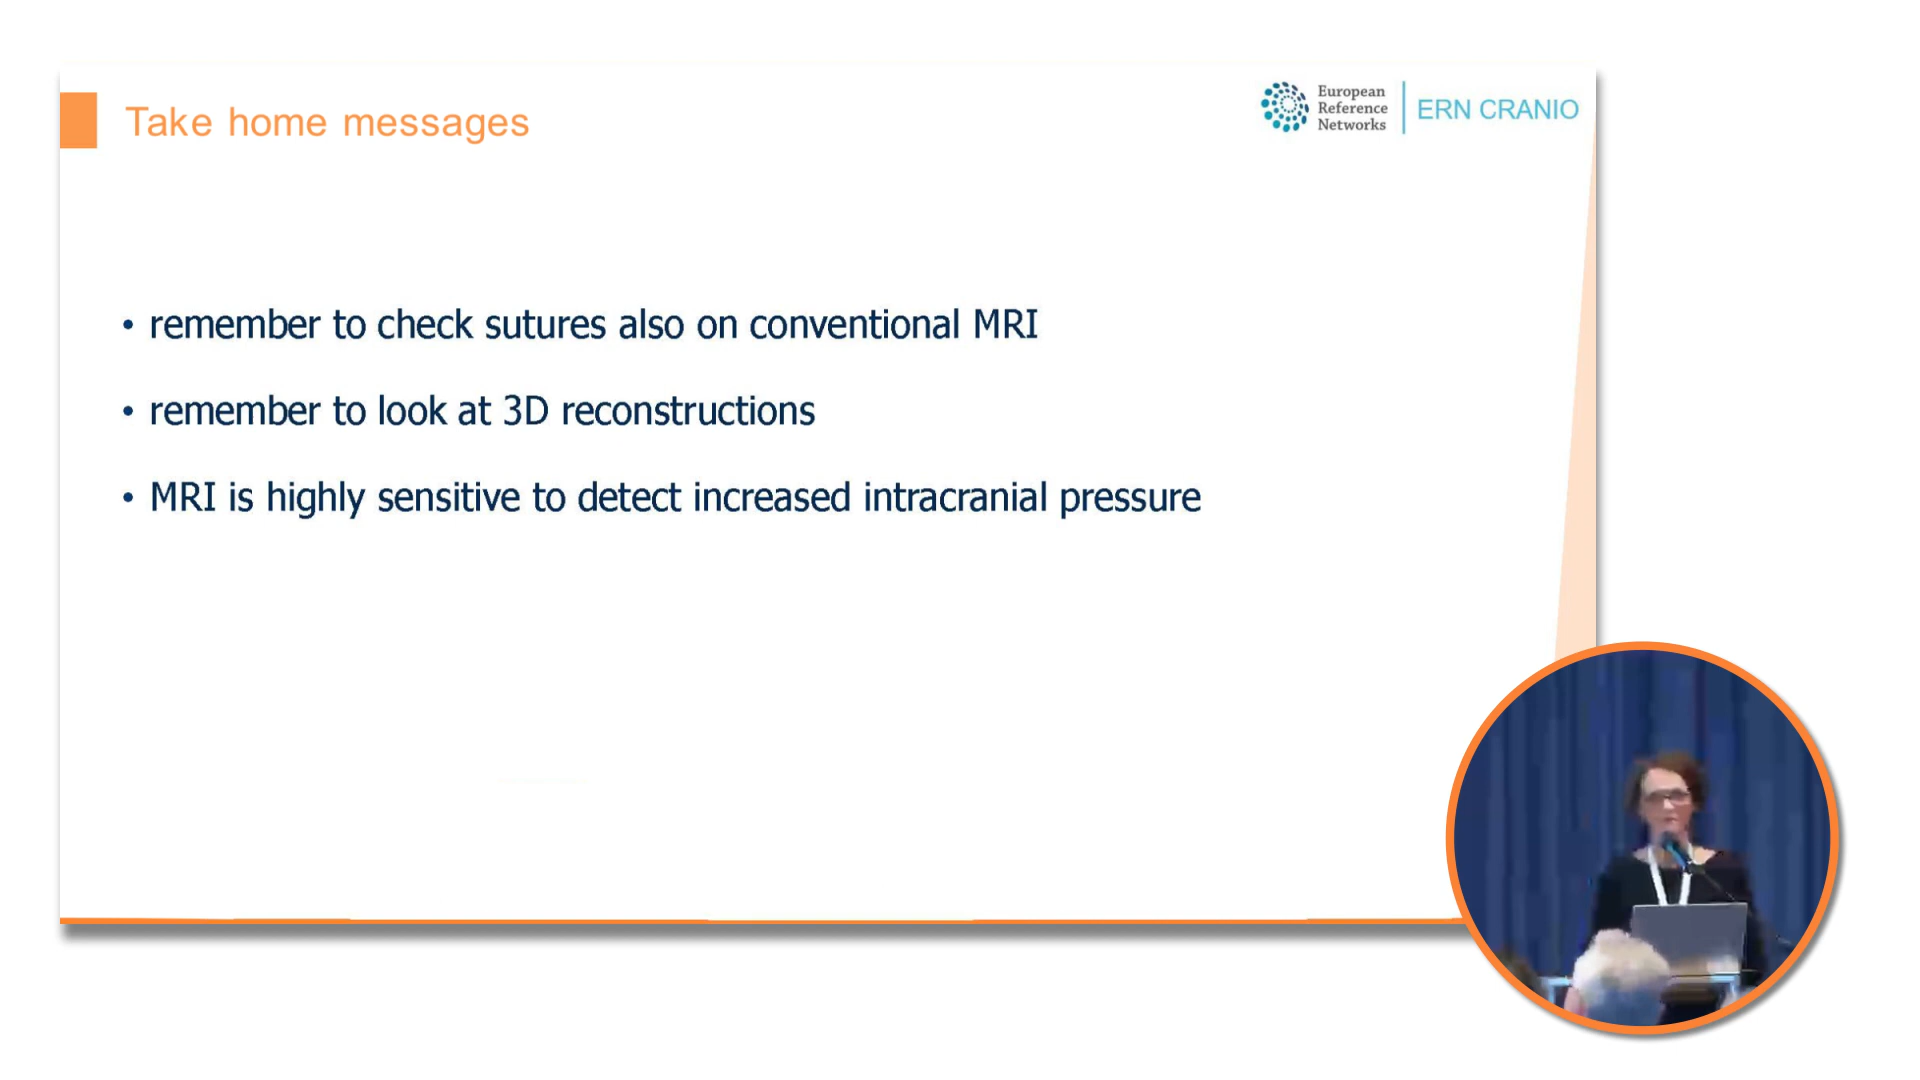 Take home messages
European
Reference
Networks
ERN CRANIO
• remember to check sutures also on conventional MRI
• remember to look at 3D reconstructions
• MRI is highly sensitive to detect increased intracranial pressure